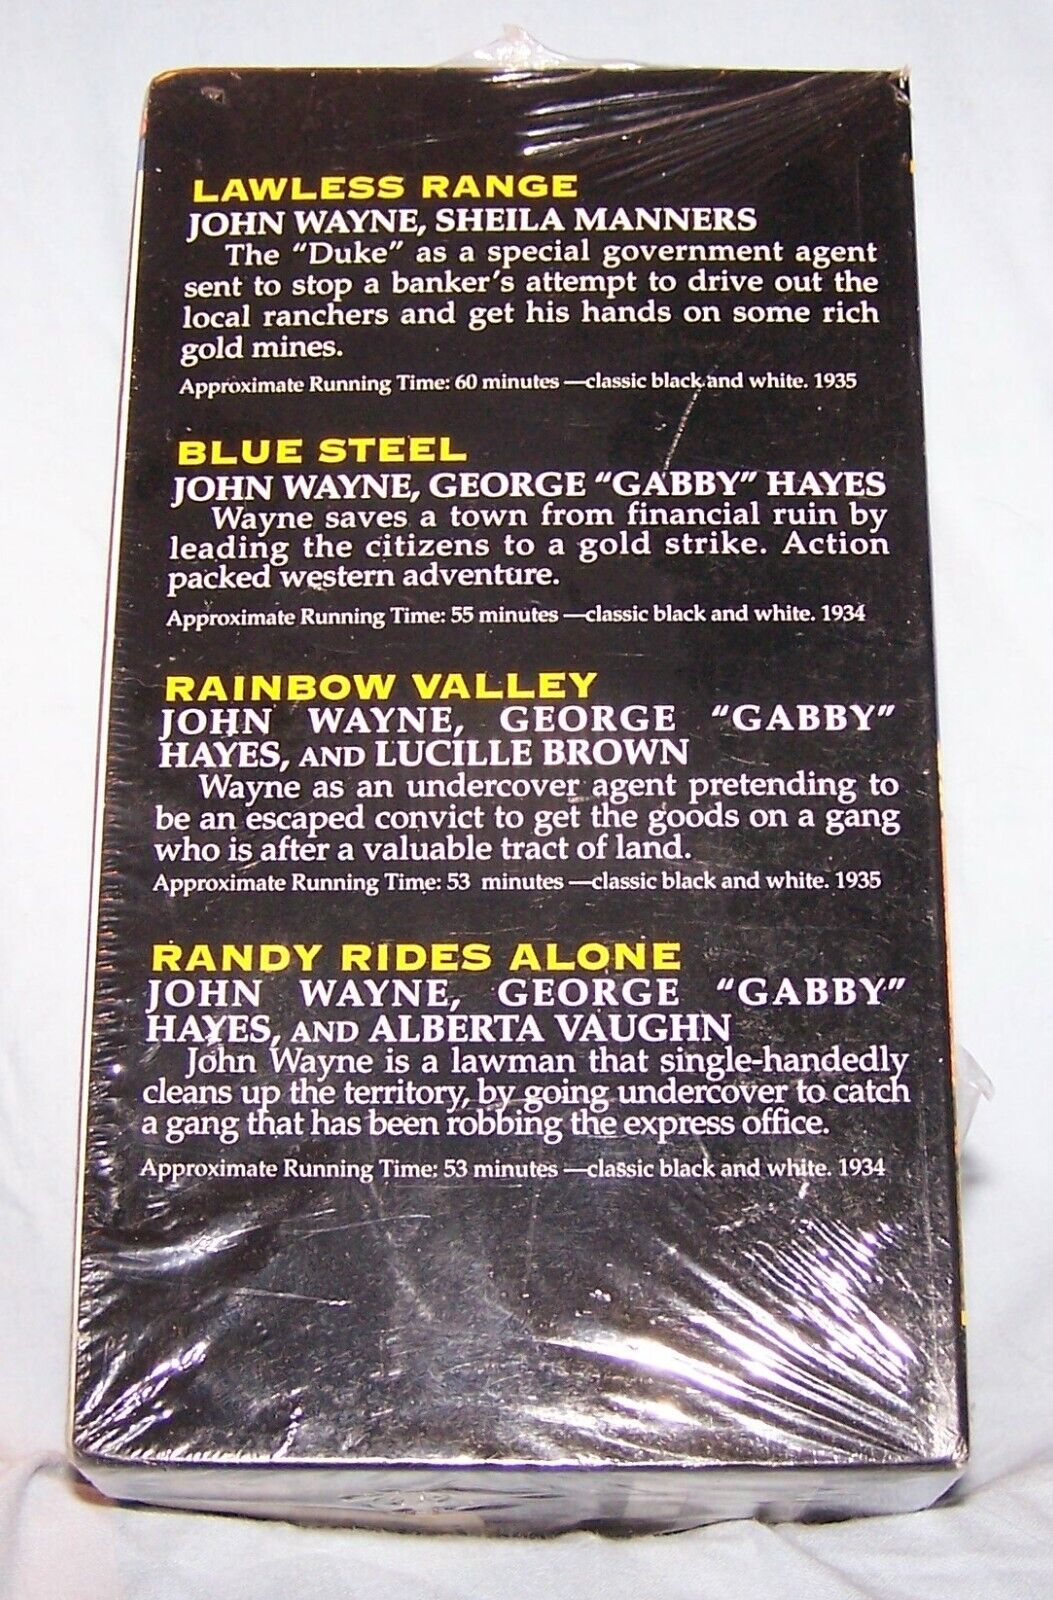 LAWLESS RANGE
JOHN WAYNE, SHEILA MANNERS
The "Duke" as a special government agent
sent to stop a banker's attempt to drive out the
local ranchers and get his hands on some rich
gold mines.
Approximate Running Time: 60 minutes —classic black and white. 1935
BLUE STEEL
JOHN WAYNE, GEORGE "GABBY" HAYES
Wayne saves a town from financial ruin by
leading the citizens to a gold strike. Action
packed western adventure.
Approximate Running Time: 55 minutes —classic black and white. 1934
RAINBOW VALLEY
JOHN WAYNE, GEORGE "GABBY"
HAYES, AND LUCILLE BROWN
Wayne as an undercover agent pretending to
be an escaped convict to get the goods on a gang
who is after a valuable tract of land.
Approximate Running Time: 53 minutes —classic black and white. 1935
RANDY RIDES ALONE
JOHN WAYNE, GEORGE "GABBY"
HAYES, AND ALBERTA VAUGHN
John Wayne is a lawman that single-handedly
cleans up the territory, by going undercover to catch
a gang that has been robbing the express office.
Approximate Running Time: 53 minutes —classic black and white. 1934